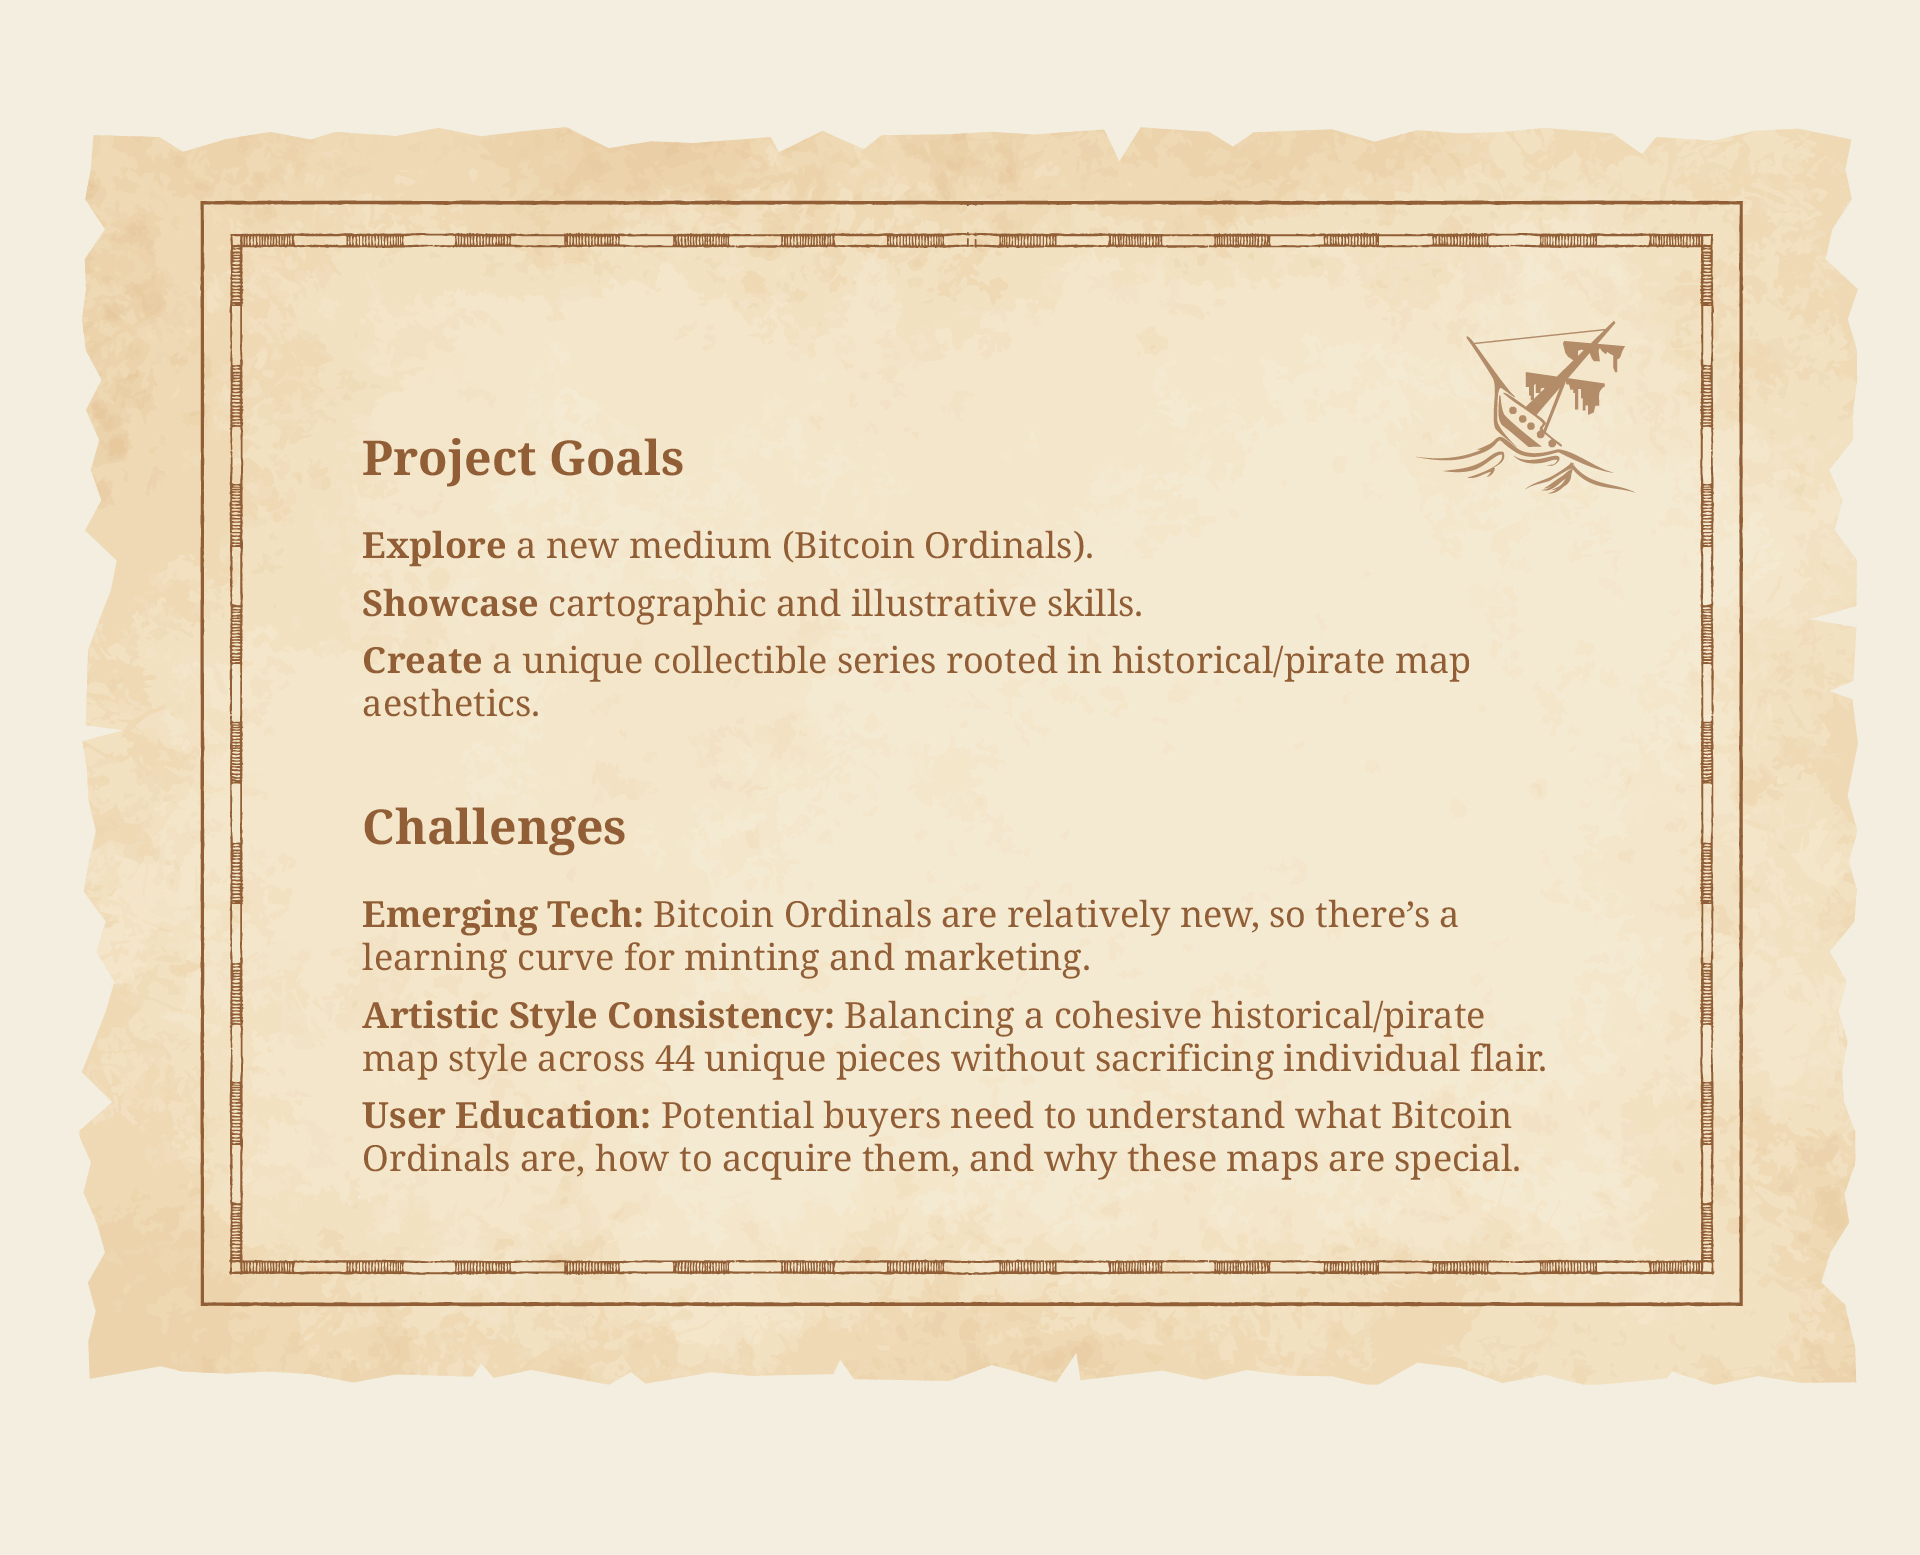 Project Goals
Explore a new medium (Bitcoin Ordinals).
Showcase cartographic and illustrative skills.
Create a unique collectible series rooted in historical/pirate map
aesthetics.
Challenges
Emerging Tech: Bitcoin Ordinals are relatively new, so there’s a
learning curve for minting and marketing.
Artistic Style Consistency: Balancing a cohesive historical/pirate
map style across 44 unique pieces without sacrificing individual flair.
User Education: Potential buyers need to understand what Bitcoin
Ordinals are, how to acquire them, and why these maps are special.